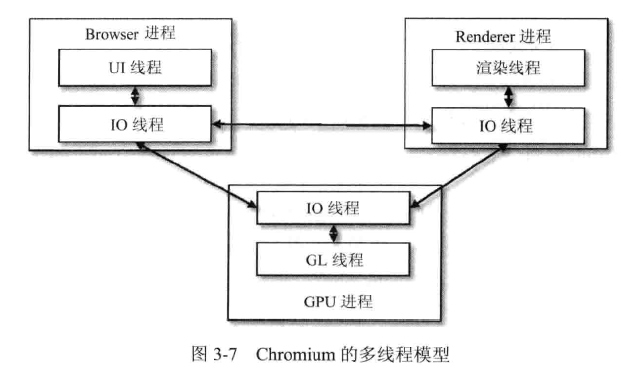 Browser 进程
UI 线程
IO 线程
Renderer 进程
渲染线程
IO 线程
IO 线程
GL 线程
GPU 进程
图 3-7 Chromium 的多线程模型